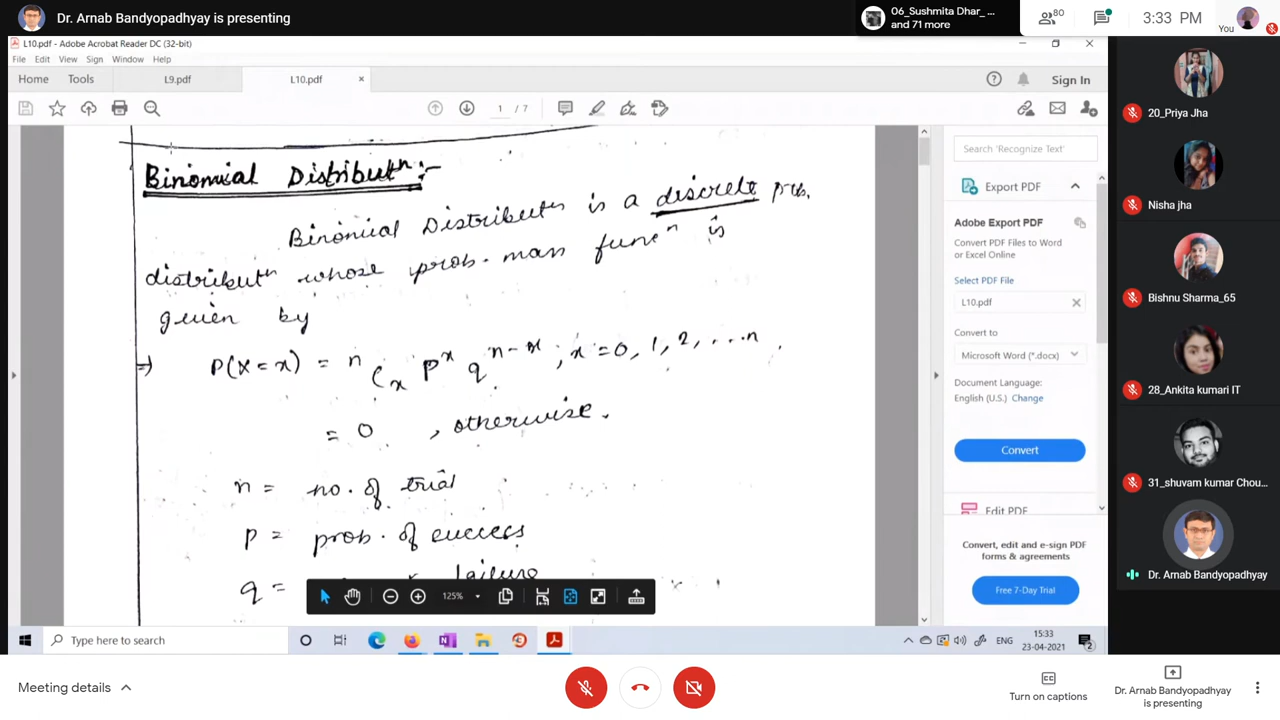 Dr. Arnab Bandyopadhyay is presenting
06_Sushmita Dhar_ ...
and 71 more
80
3:33 PM
You
L10.pdf - Adobe Acrobat Reader DC (32-bit)
File Edit View Sign Window Help
Home Tools L9.pdf L10.pdf × Sign In
1 / 7
Binomial Distributn :-
Binomial Distributn is a discrete prob.
distributn whose prob. mass funcn is
given by
⇒ P(X=x) = nCx p^x q^n-x ; x = 0, 1, 2, ...n .
= 0 , otherwise.
n = no. of trial
p = prob. of success
q = failure
125%
Search 'Recognize Text'
Export PDF
Adobe Export PDF
Convert PDF Files to Word
or Excel Online
Select PDF File
L10.pdf
Convert to
Microsoft Word (*.docx)
Document Language:
English (U.S.) Change
Convert
Edit PDF
Convert, edit and e-sign PDF
forms & agreements
Free 7-Day Trial
20_Priya Jha
Nisha jha
Bishnu Sharma_65
28_Ankita kumari IT
31_shuvam kumar Chou...
Dr. Arnab Bandyopadhyay
Type here to search
ENG
15:33
23-04-2021
2
Meeting details
Turn on captions
Dr. Arnab Bandyopadhyay
is presenting